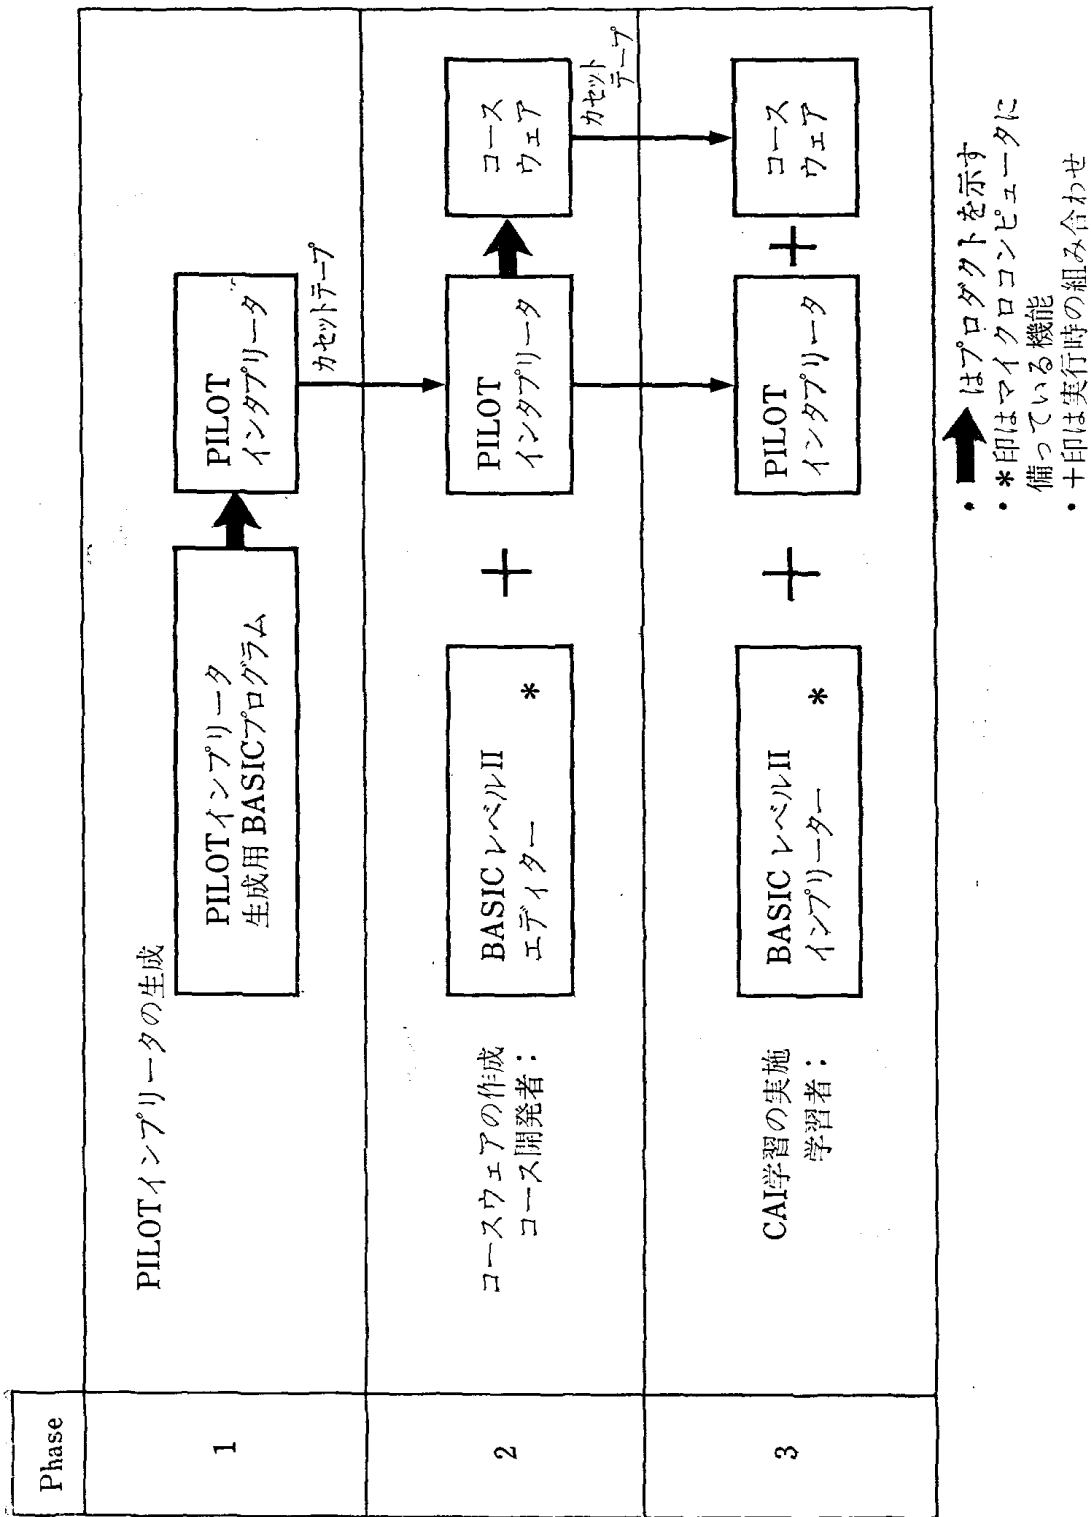 Phase
1
PILOTインプリータの生成
PILOTインプリータ
生成用 BASICプログラム
PILOT
インタプリータ
カセットテープ
2
コースウェアの作成
コース開発者：
BASIC レベルII
エディター *
+
PILOT
インタプリータ
コース
ウェア
カセット
テープ
3
CAI学習の実施
学習者：
BASIC レベルII
インプリーター *
+
PILOT
インタプリータ
+
コース
ウェア
・ はプロダクトを示す
・*印はマイクロコンピュータに
備っている機能
・+印は実行時の組み合わせ